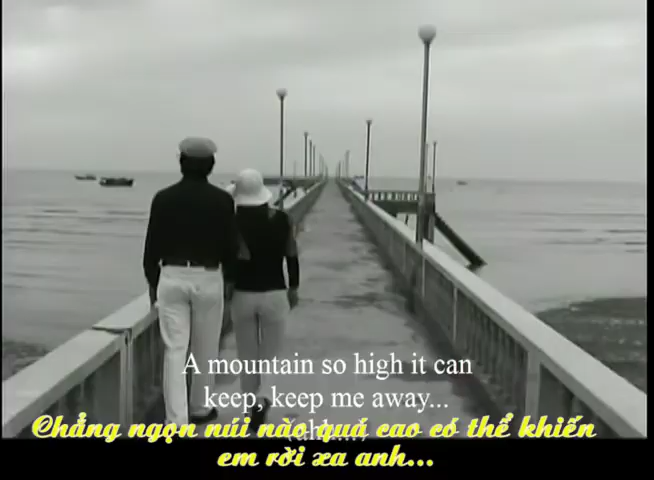 A mountain so high it can
keep, keep me away...
Chẳng ngọn núi nào quá cao có thể khiến
em rời xa anh...